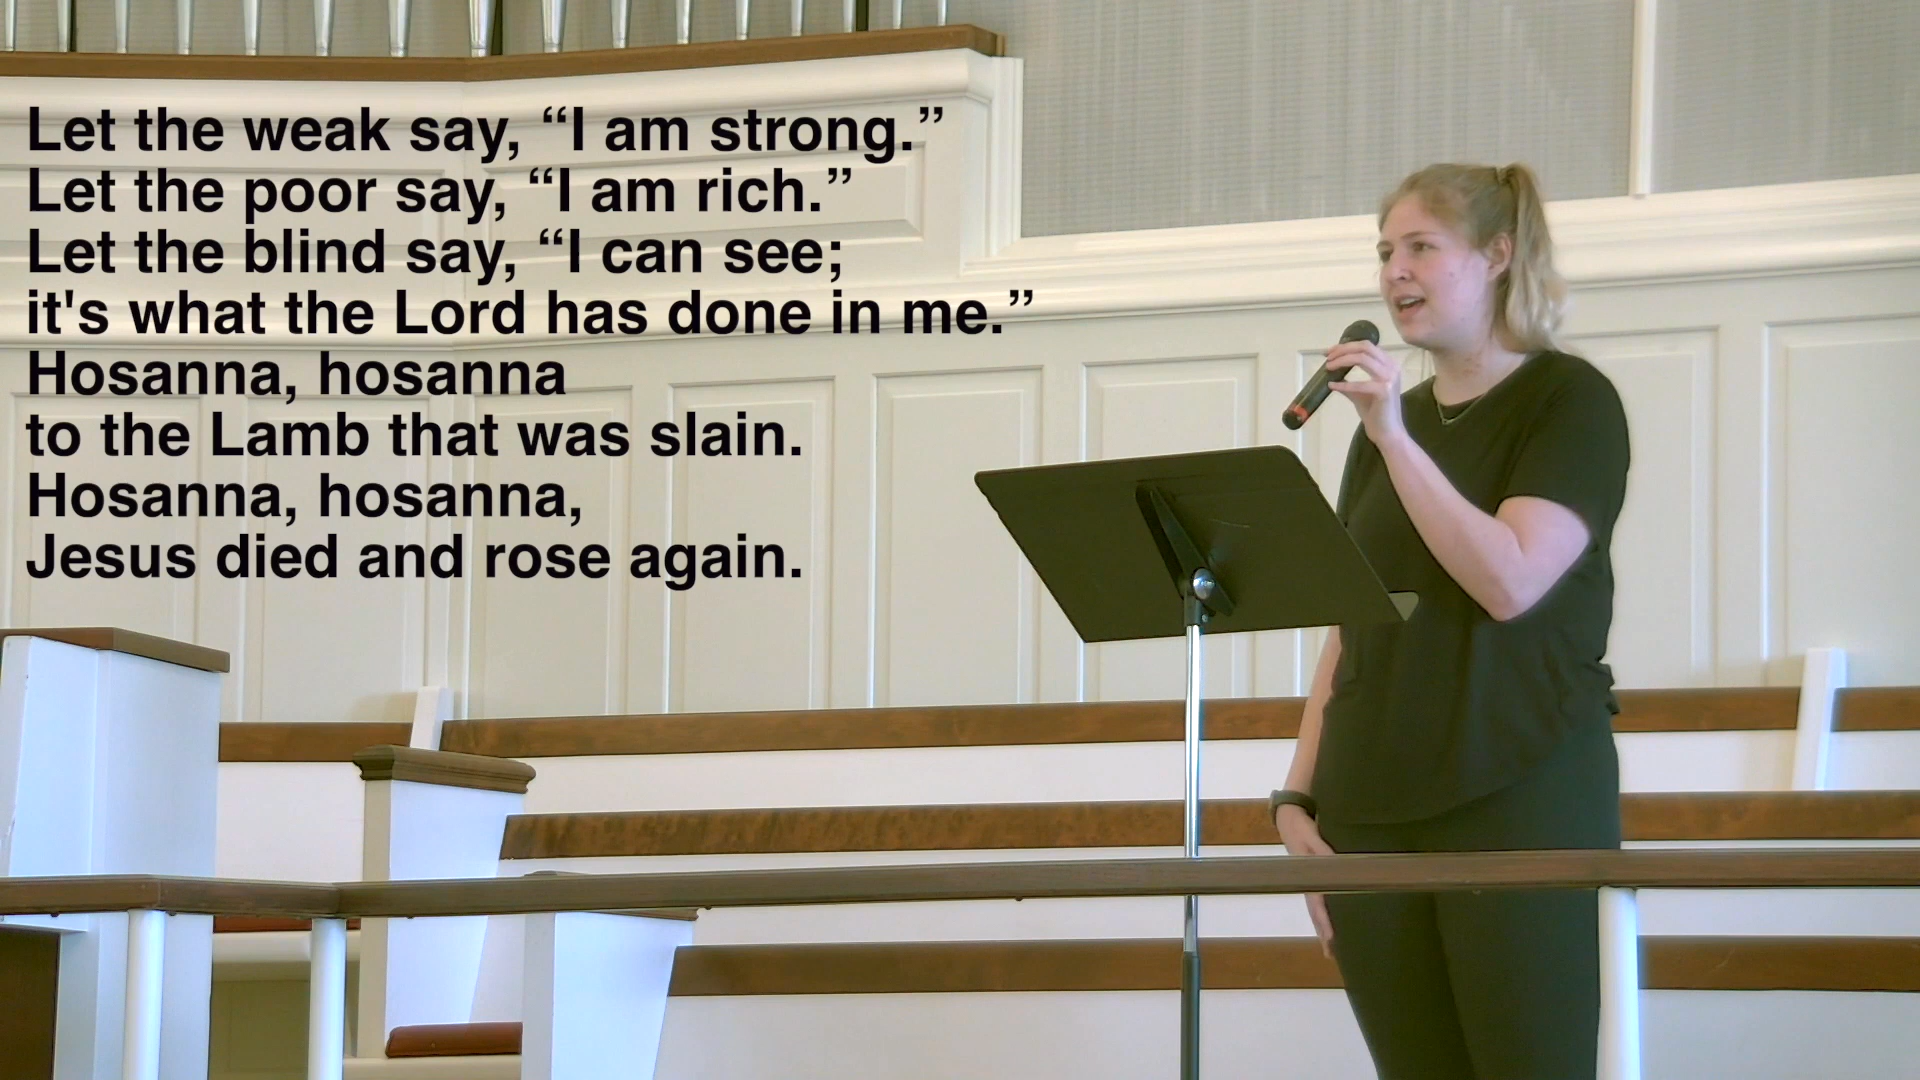 Let the weak say, “I am strong.”
Let the poor say, “I am rich.”
Let the blind say, “I can see;
it's what the Lord has done in me.”
Hosanna, hosanna
to the Lamb that was slain.
Hosanna, hosanna,
Jesus died and rose again.